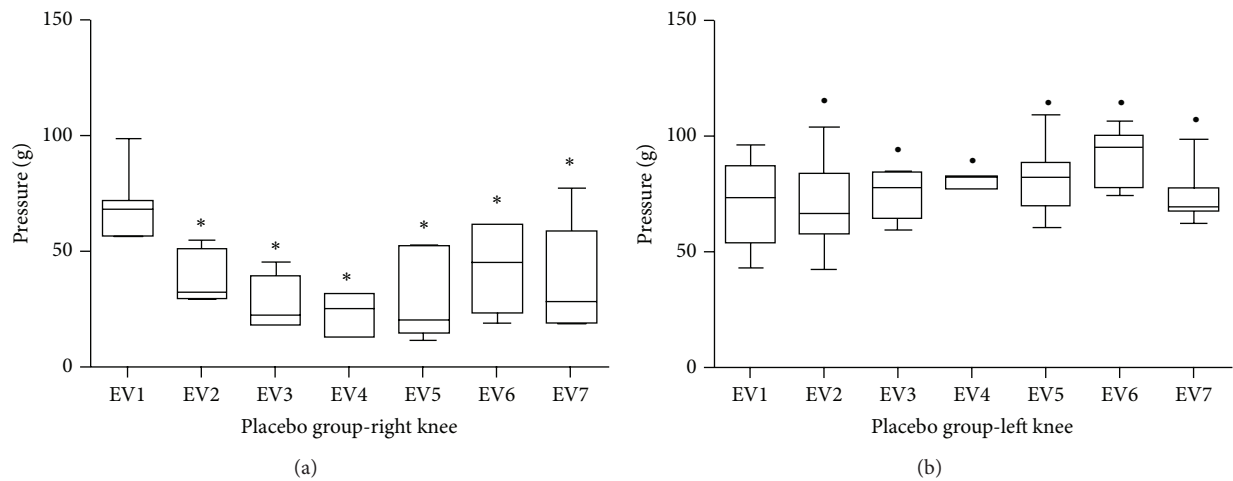 150
100
50
0
Pressure (g)
*
*
*
*
*
*
EV1 EV2 EV3 EV4 EV5 EV6 EV7
Placebo group-right knee
(a)
150
100
50
0
Pressure (g)
EV1 EV2 EV3 EV4 EV5 EV6 EV7
Placebo group-left knee
(b)